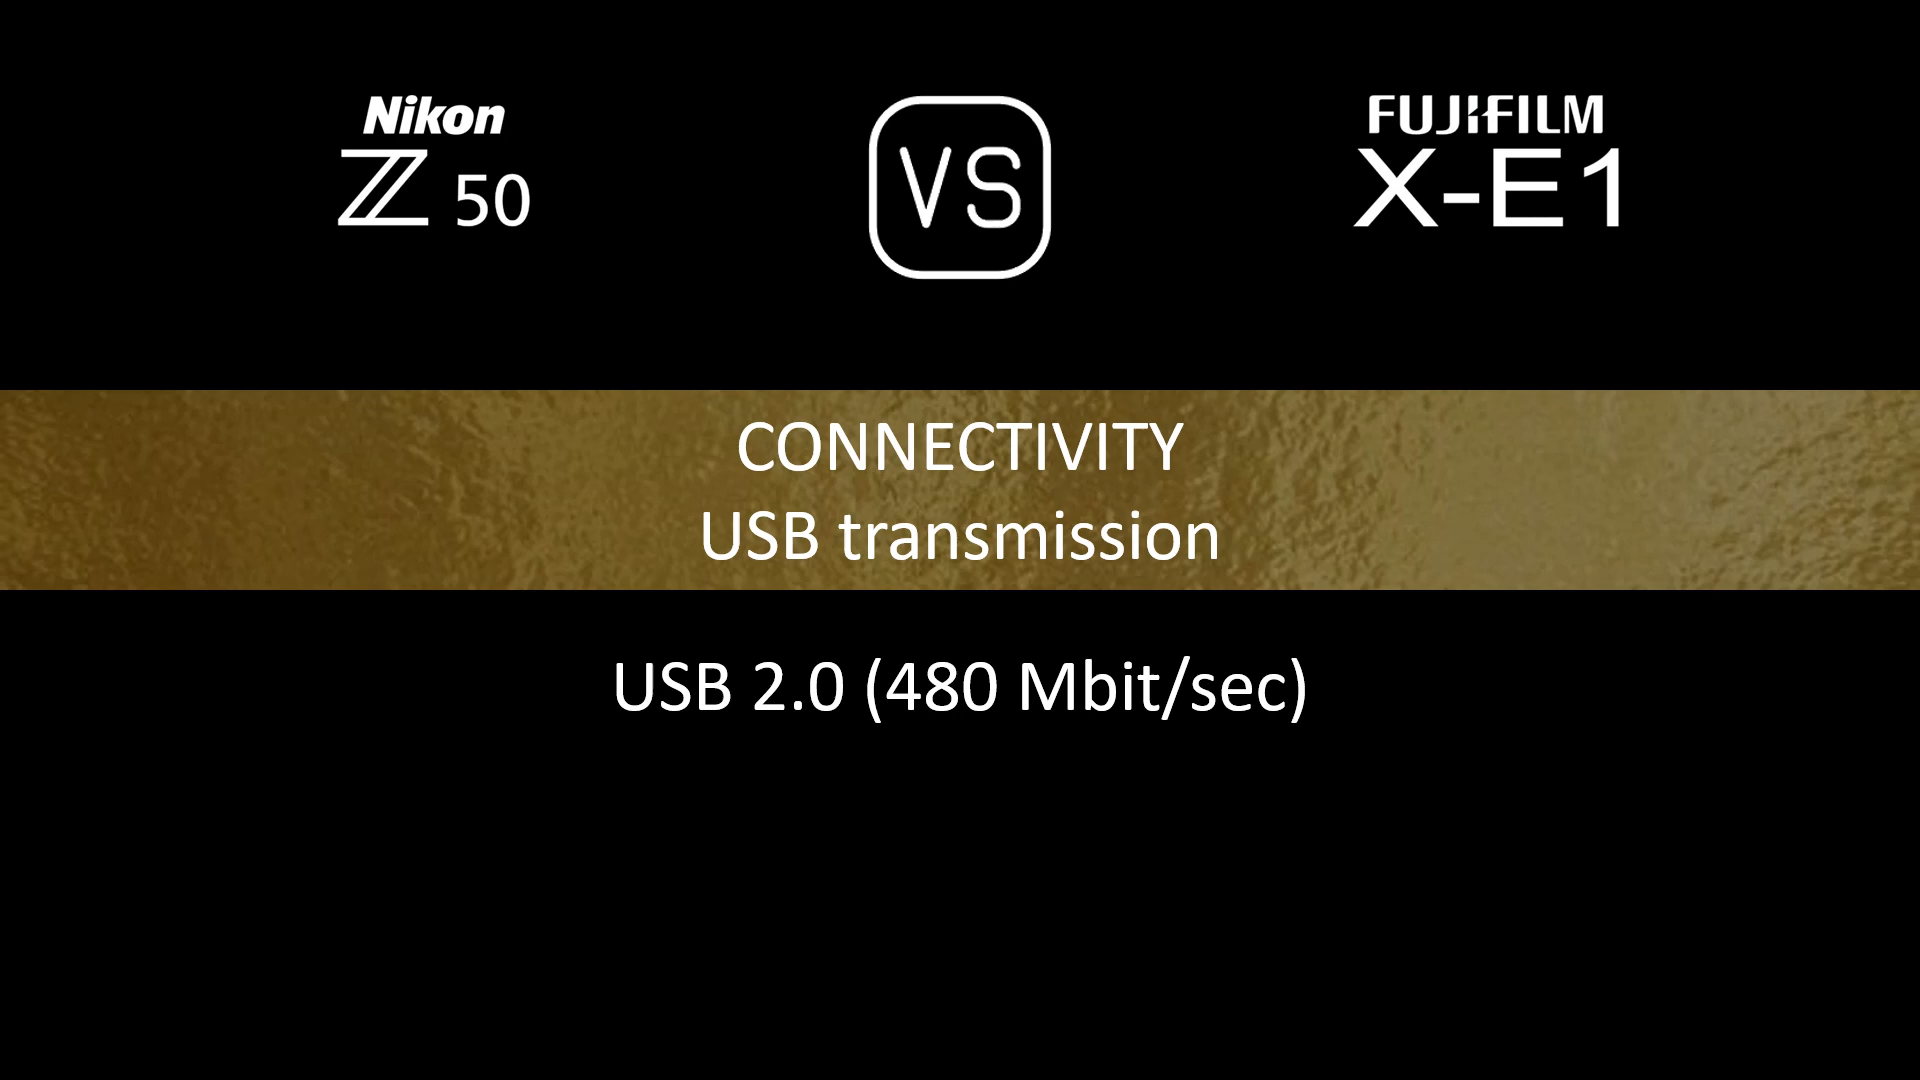 Nikon
Z 50
VS
FUJIFILM
X-E1
CONNECTIVITY
USB transmission
USB 2.0 (480 Mbit/sec)